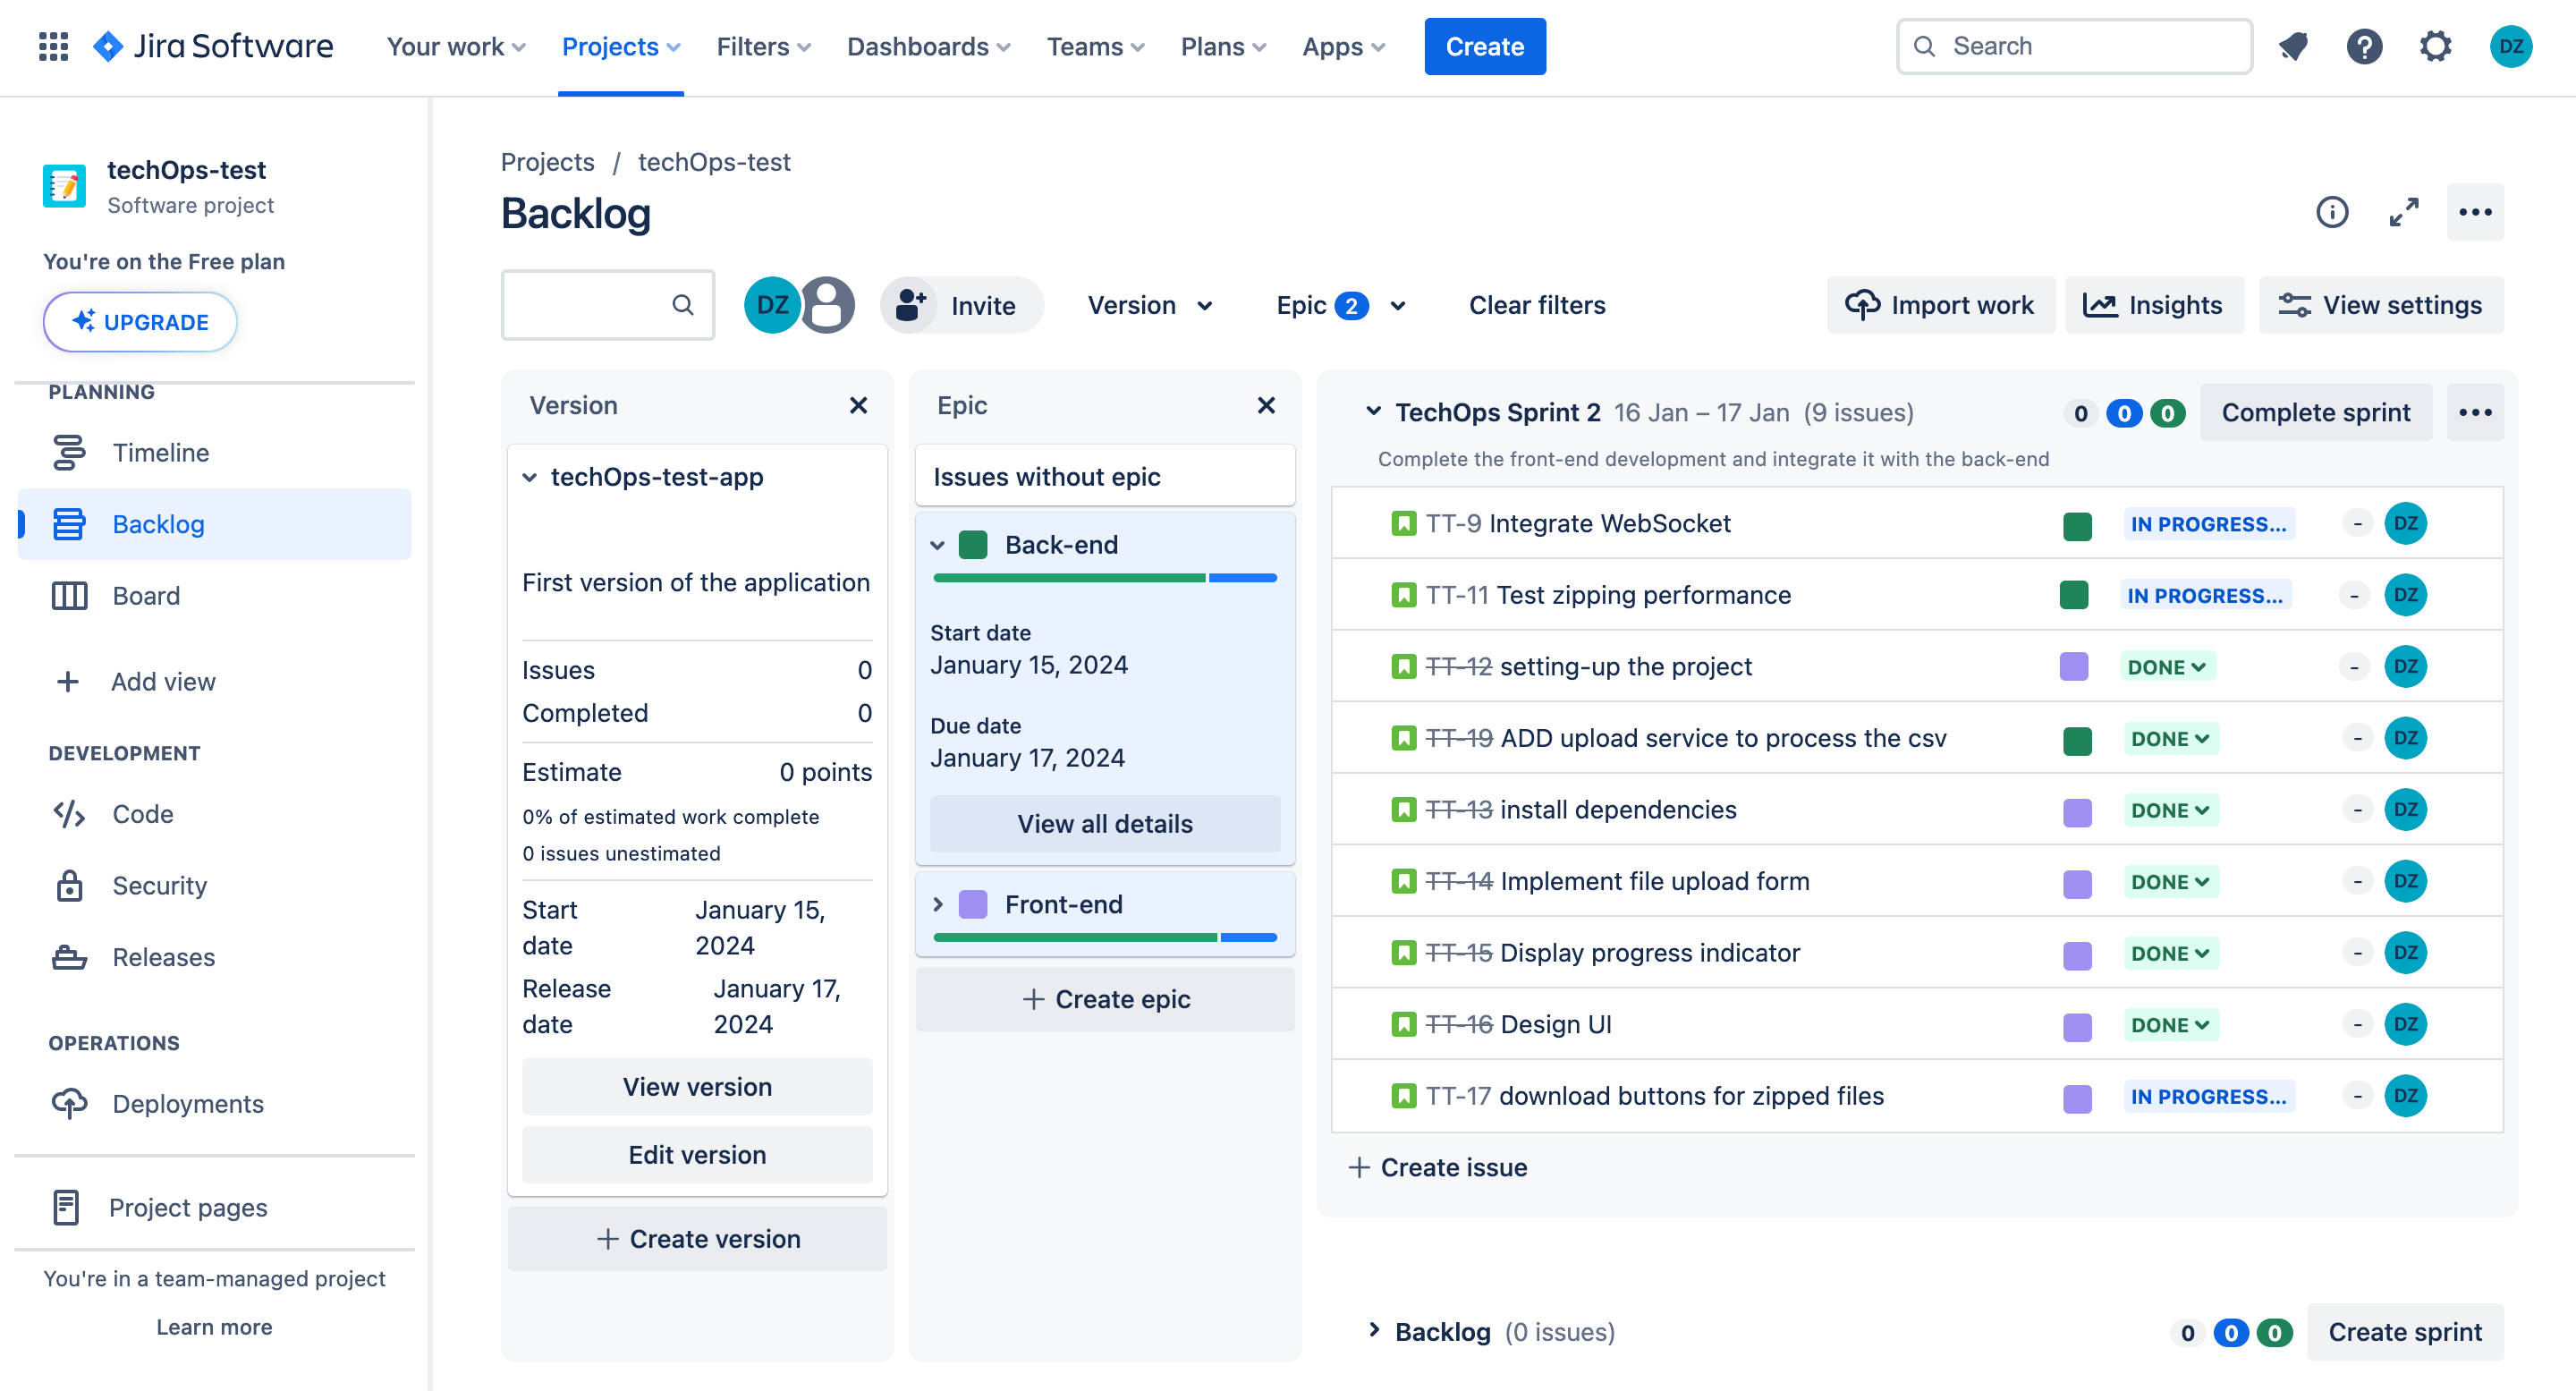 Jira Software
Your work
Projects
Filters
Dashboards
Teams
Plans
Apps
Create
Search
DZ
techOps-test
Software project
You're on the Free plan
UPGRADE
PLANNING
Timeline
Backlog
Board
Add view
DEVELOPMENT
Code
Security
Releases
OPERATIONS
Deployments
Project pages
You're in a team-managed project
Learn more
Projects / techOps-test
Backlog
DZ
Invite
Version
Epic 2
Clear filters
Import work
Insights
View settings
Version
techOps-test-app
First version of the application
Issues 0
Completed 0
Estimate 0 points
0% of estimated work complete
0 issues unestimated
Start date January 15, 2024
Release date January 17, 2024
View version
Edit version
Create version
Epic
Issues without epic
Back-end
Start date
January 15, 2024
Due date
January 17, 2024
View all details
Front-end
Create epic
TechOps Sprint 2 16 Jan – 17 Jan (9 issues) 0 0 0 Complete sprint
Complete the front-end development and integrate it with the back-end
TT-9 Integrate WebSocket IN PROGRESS... - DZ
TT-11 Test zipping performance IN PROGRESS... - DZ
TT-12 setting-up the project DONE - DZ
TT-19 ADD upload service to process the csv DONE - DZ
TT-13 install dependencies DONE - DZ
TT-14 Implement file upload form DONE - DZ
TT-15 Display progress indicator DONE - DZ
TT-16 Design UI DONE - DZ
TT-17 download buttons for zipped files IN PROGRESS... - DZ
Create issue
Backlog (0 issues) 0 0 0 Create sprint